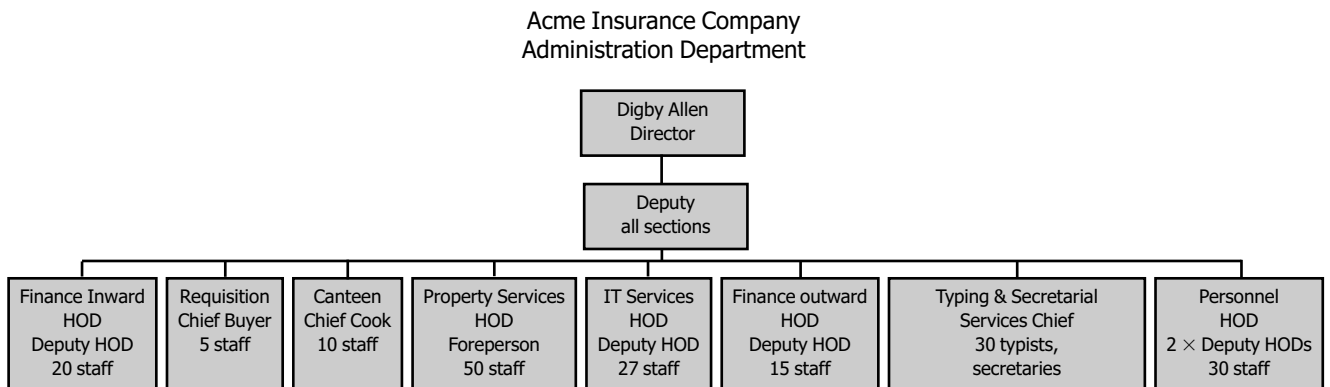 Acme Insurance Company
Administration Department
Digby Allen
Director
Deputy
all sections
Finance Inward
HOD
Deputy HOD
20 staff
Requisition
Chief Buyer
5 staff
Canteen
Chief Cook
10 staff
Property Services
HOD
Foreperson
50 staff
IT Services
HOD
Deputy HOD
27 staff
Finance outward
HOD
Deputy HOD
15 staff
Typing & Secretarial
Services Chief
30 typists,
secretaries
Personnel
HOD
2 × Deputy HODs
30 staff